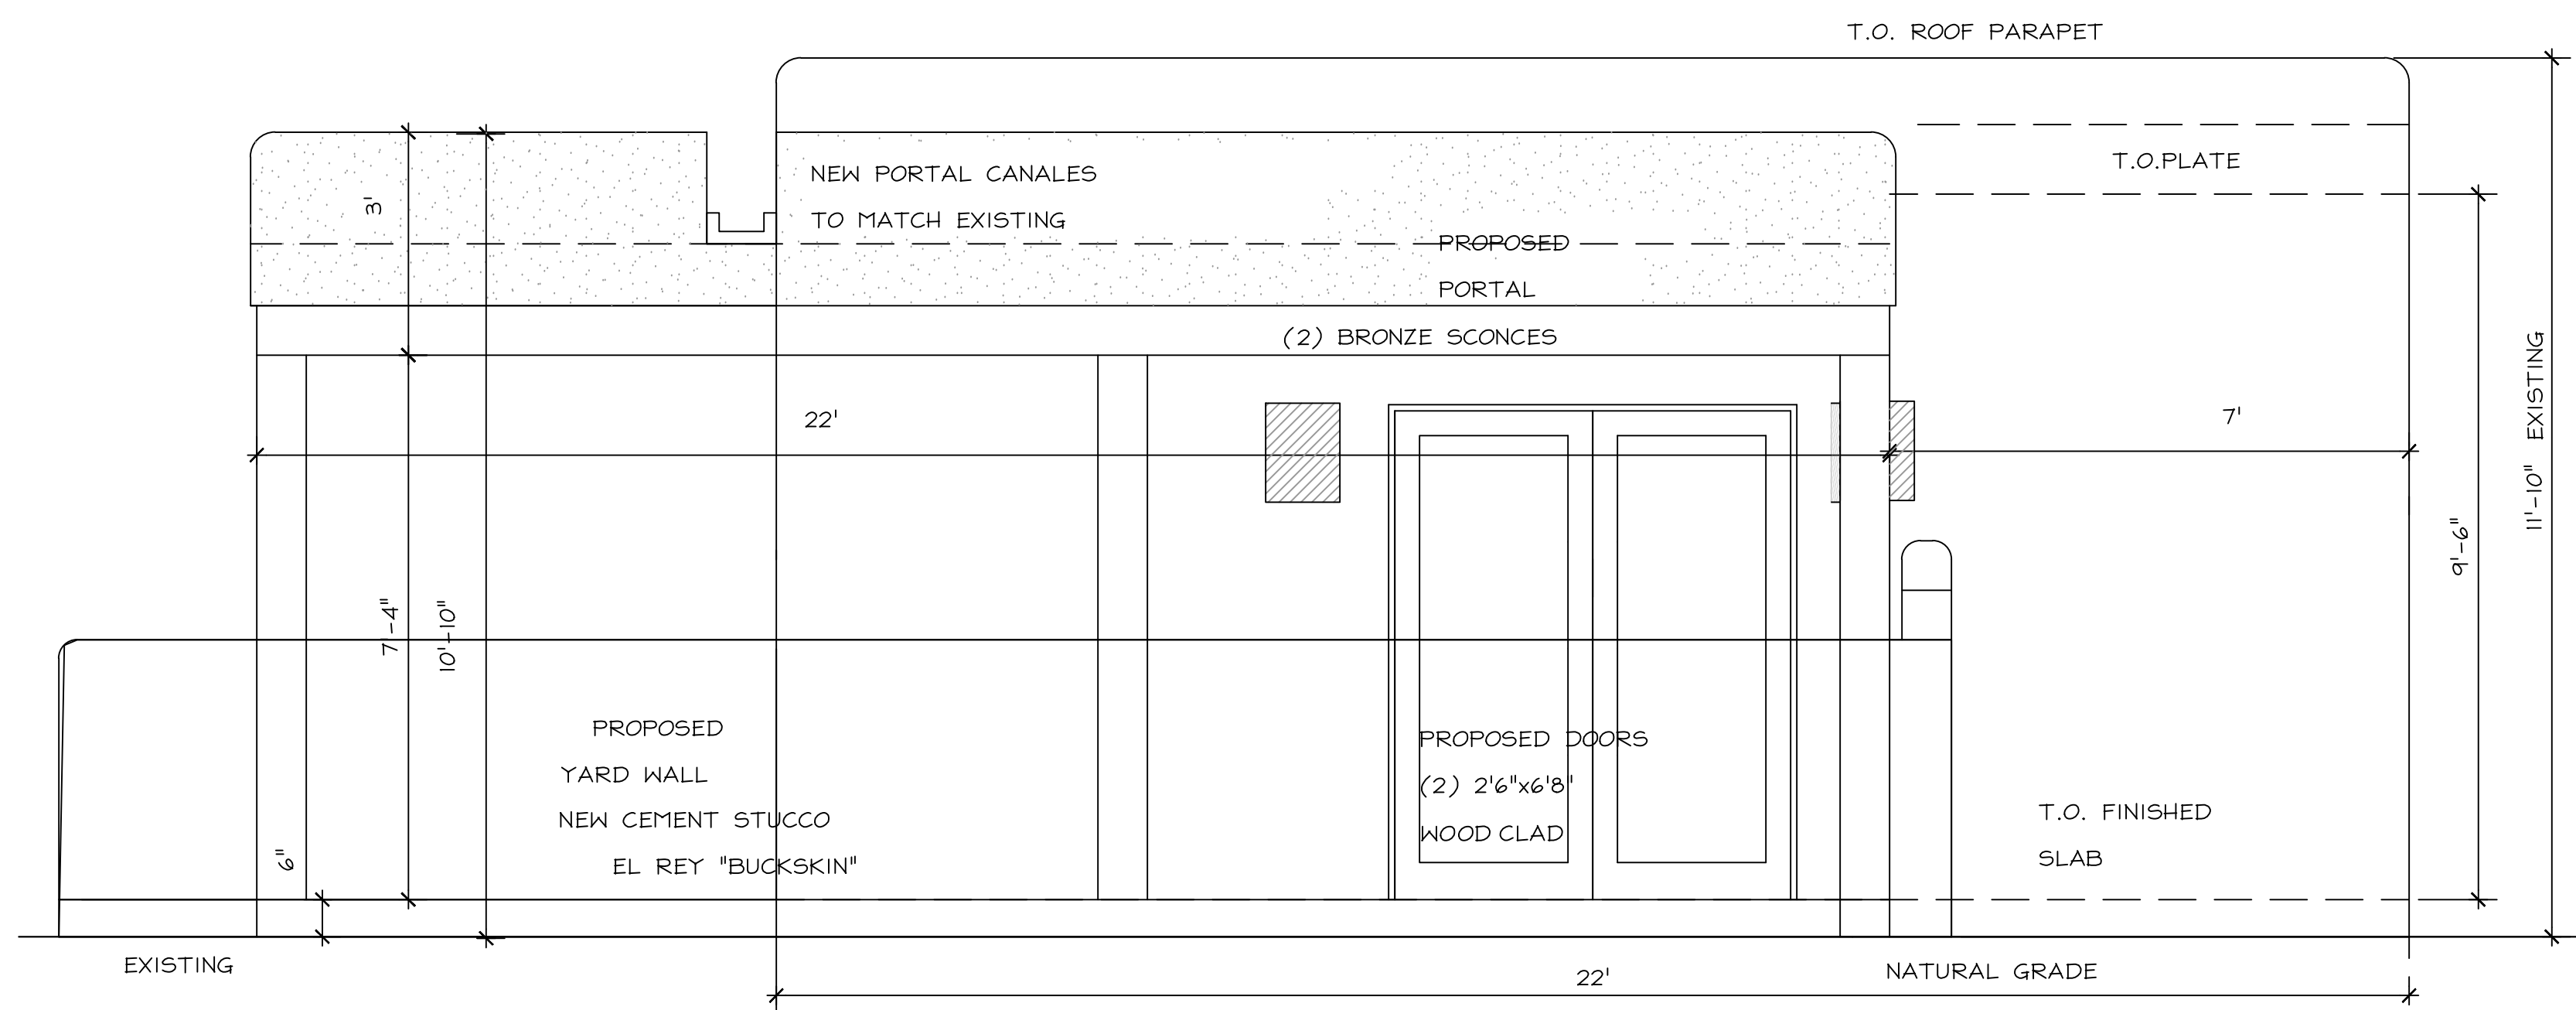 T.O. ROOF PARAPET
T.O.PLATE
NEW PORTAL CANALES
TO MATCH EXISTING
3'
PROPOSED
PORTAL
(2) BRONZE SCONCES
22'
7'
11'-10" EXISTING
9'-6"
7'-4"
10'-10"
PROPOSED
YARD WALL
NEW CEMENT STUCCO
EL REY "BUCKSKIN"
PROPOSED DOORS
(2) 2'6"x6'8"
WOOD CLAD
T.O. FINISHED
SLAB
6"
EXISTING
NATURAL GRADE
22'